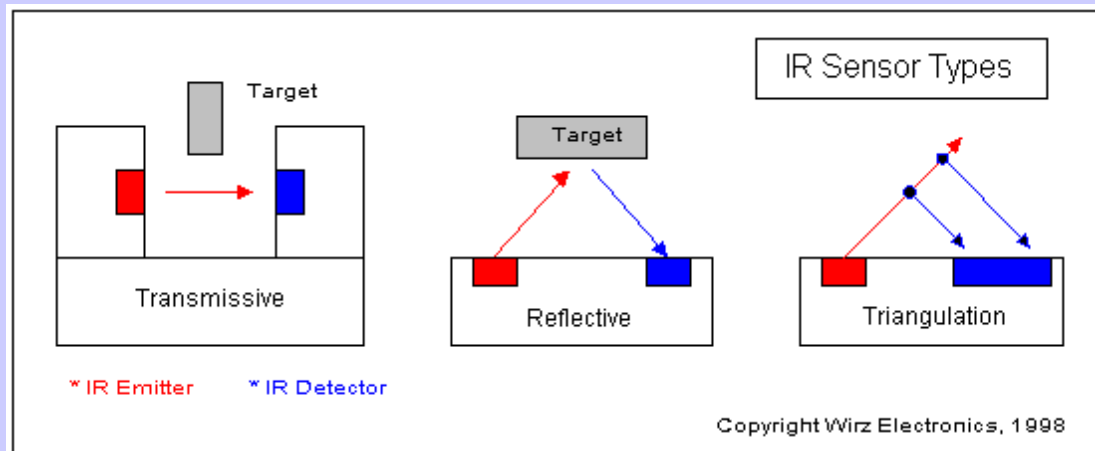 IR Sensor Types
Target
Target
Transmissive
Reflective
Triangulation
* IR Emitter
* IR Detector
Copyright Wirz Electronics, 1998